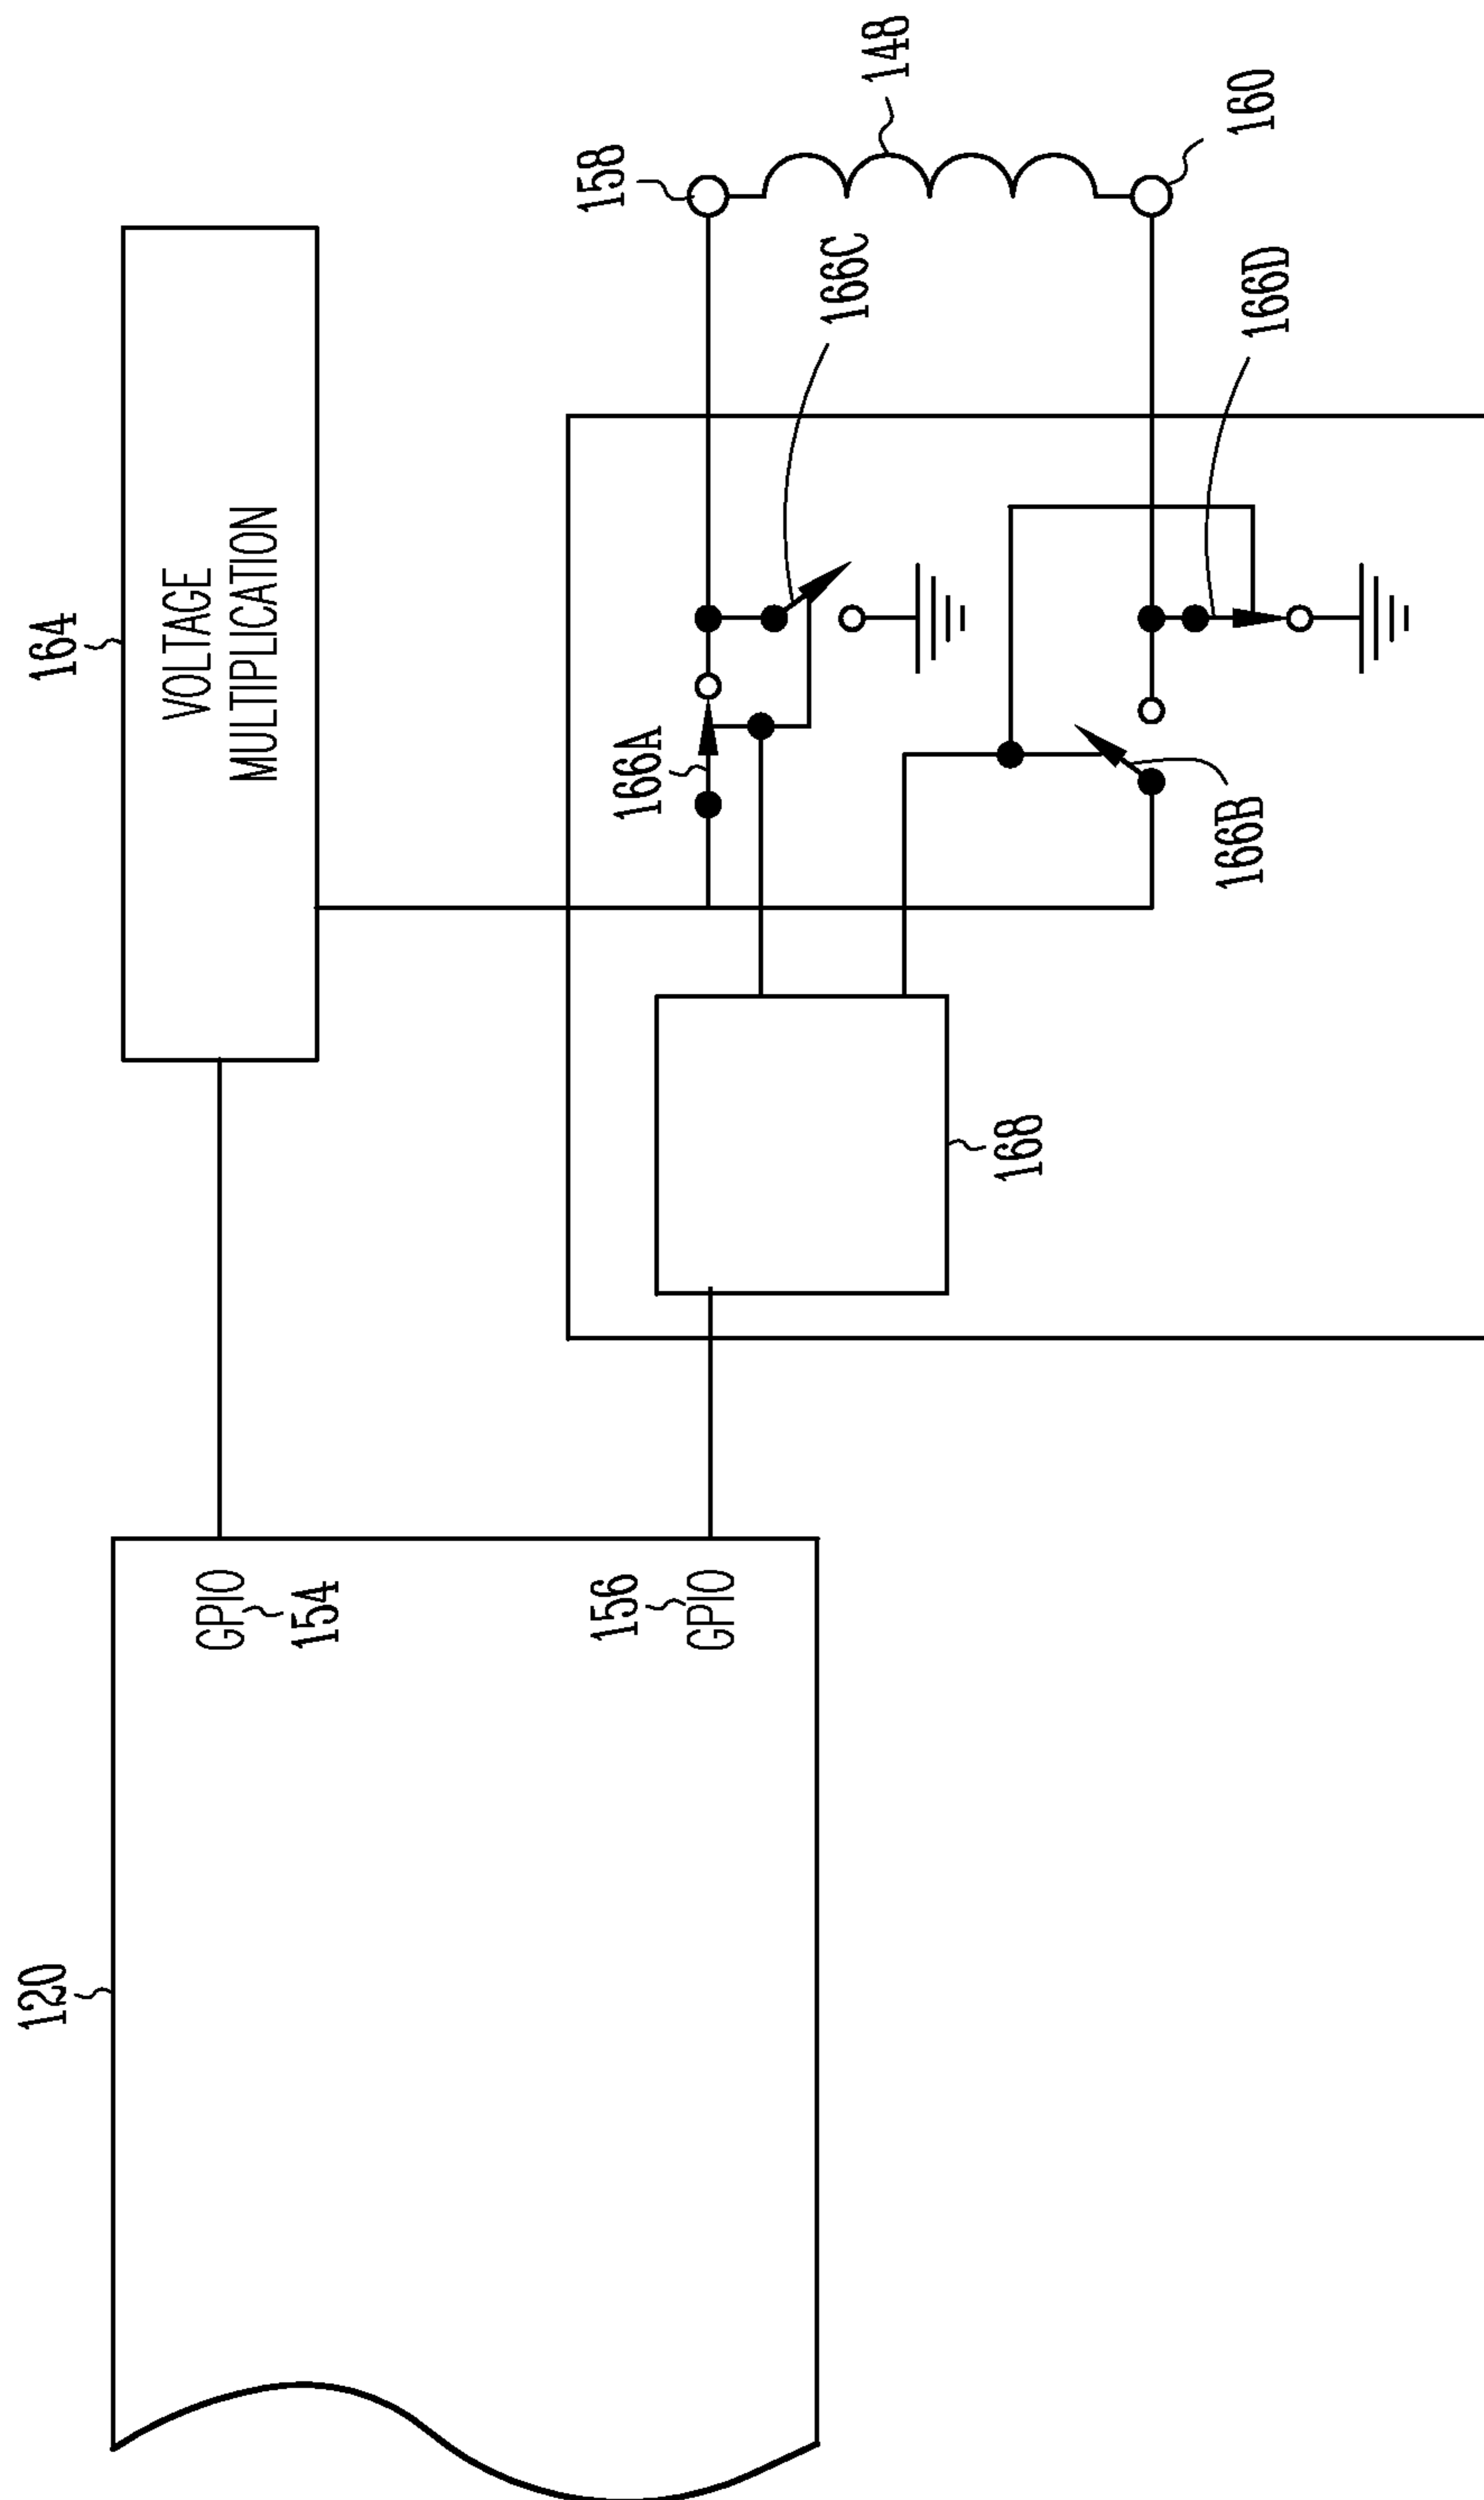 120
GPIO
154
156
GPIO
164
VOLTAGE
MULTIPLICATION
168
166A
166B
166C
166D
158
148
160